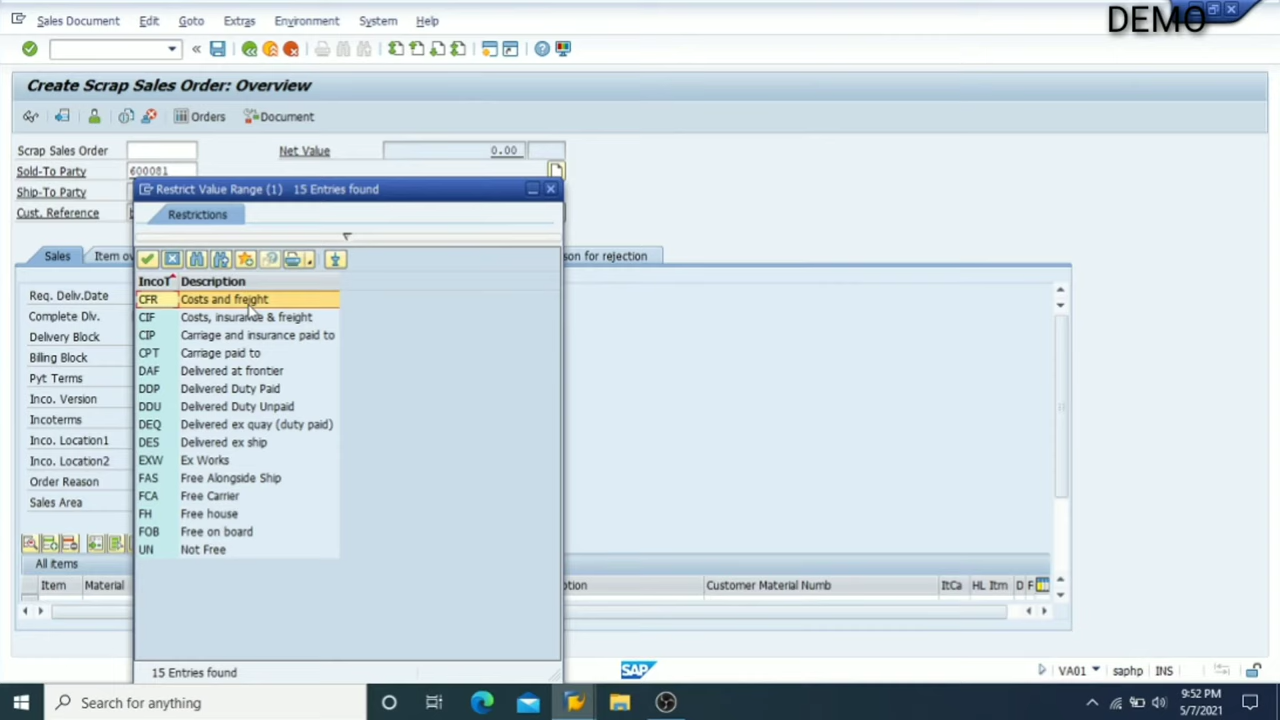 Sales Document Edit Goto Extras Environment System Help
DEMO
Create Scrap Sales Order: Overview
Orders Document
Scrap Sales Order Net Value 0.00
Sold-To Party 600081
Ship-To Party
Cust. Reference
Restrict Value Range (1) 15 Entries found
Restrictions
Sales Item ov son for rejection
IncoT Description
Req. Deliv.Date
Complete Dlv.
Delivery Block
Billing Block
Pyt Terms
Inco. Version
Incoterms
Inco. Location1
Inco. Location2
Order Reason
Sales Area
CFR Costs and freight
CIF Costs, insurance & freight
CIP Carriage and insurance paid to
CPT Carriage paid to
DAF Delivered at frontier
DDP Delivered Duty Paid
DDU Delivered Duty Unpaid
DEQ Delivered ex quay (duty paid)
DES Delivered ex ship
EXW Ex Works
FAS Free Alongside Ship
FCA Free Carrier
FH Free house
FOB Free on board
UN Not Free
All items
Item Material ption Customer Material Numb ItCa HL Itm D F
15 Entries found
SAP
VA01 saphp INS
Search for anything
9:52 PM
5/7/2021